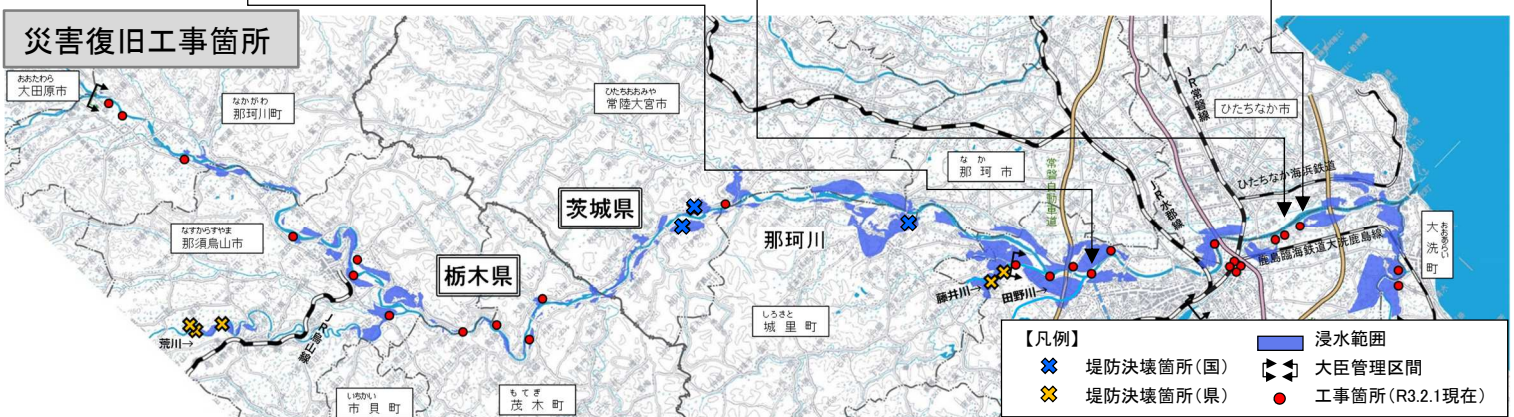 災害復旧工事箇所
おおたわら
大田原市
なかがわ
那珂川町
ひたちおおみや
常陸大宮市
なか
那珂市
常磐自動車道
JR水郡線
JR常磐線
ひたちなか市
ひたちなか海浜鉄道
鹿島臨海鉄道大洗鹿島線
おおあらい
大洗町
なすからすやま
那須烏山市
栃木県
茨城県
那珂川
藤井川→
田野川→
しろさと
城里町
荒川→
JR烏山線
いちかい
市貝町
もてぎ
茂木町
【凡例】
堤防決壊箇所(国)
堤防決壊箇所(県)
浸水範囲
大臣管理区間
工事箇所(R3.2.1現在)